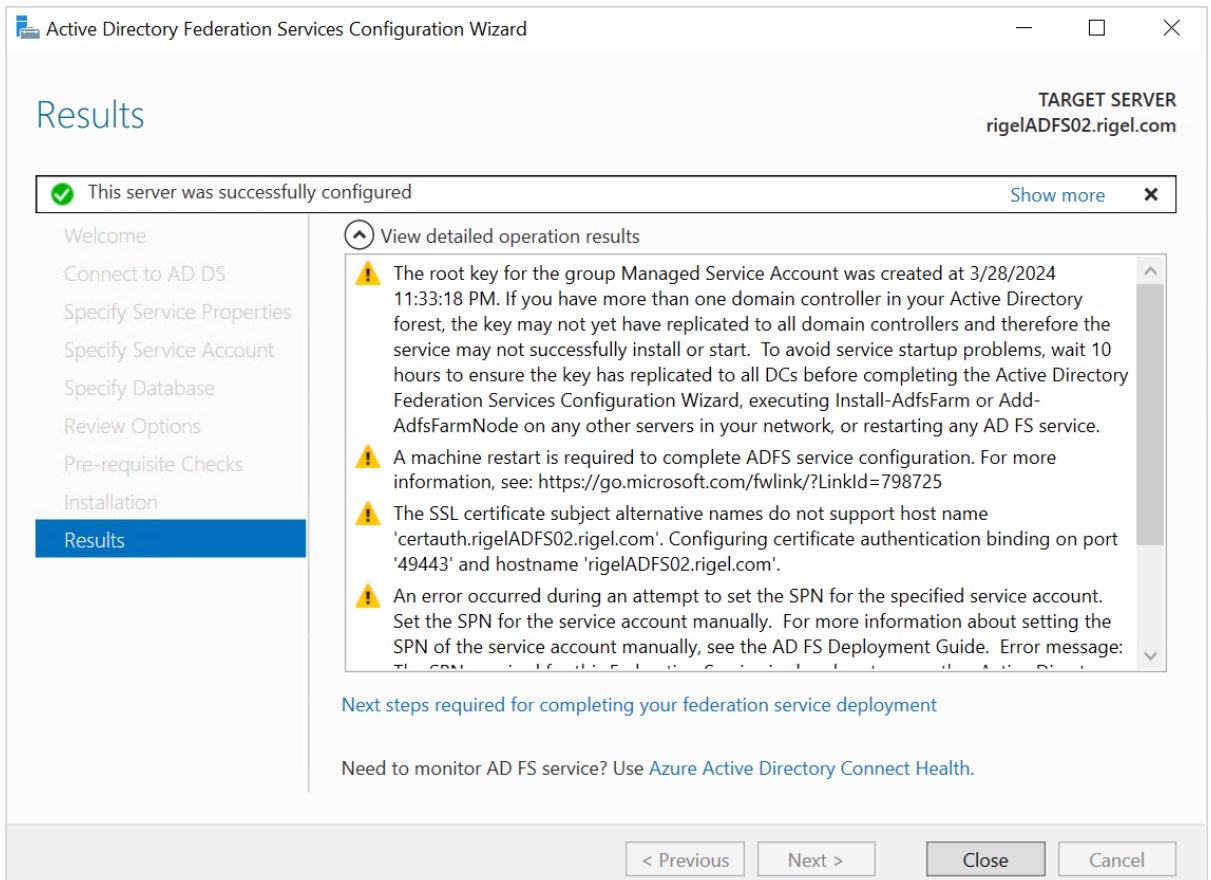 Active Directory Federation Services Configuration Wizard
Results
TARGET SERVER
rigelADFS02.rigel.com
This server was successfully configured
Show more
Welcome
Connect to AD DS
Specify Service Properties
Specify Service Account
Specify Database
Review Options
Pre-requisite Checks
Installation
Results
View detailed operation results
The root key for the group Managed Service Account was created at 3/28/2024
11:33:18 PM. If you have more than one domain controller in your Active Directory
forest, the key may not yet have replicated to all domain controllers and therefore the
service may not successfully install or start.  To avoid service startup problems, wait 10
hours to ensure the key has replicated to all DCs before completing the Active Directory
Federation Services Configuration Wizard, executing Install-AdfsFarm or Add-
AdfsFarmNode on any other servers in your network, or restarting any AD FS service.
A machine restart is required to complete ADFS service configuration. For more
information, see: https://go.microsoft.com/fwlink/?LinkId=798725
The SSL certificate subject alternative names do not support host name
'certauth.rigelADFS02.rigel.com'. Configuring certificate authentication binding on port
'49443' and hostname 'rigelADFS02.rigel.com'.
An error occurred during an attempt to set the SPN for the specified service account.
Set the SPN for the service account manually.  For more information about setting the
SPN of the service account manually, see the AD FS Deployment Guide.  Error message:
Next steps required for completing your federation service deployment
Need to monitor AD FS service? Use Azure Active Directory Connect Health.
< Previous
Next >
Close
Cancel